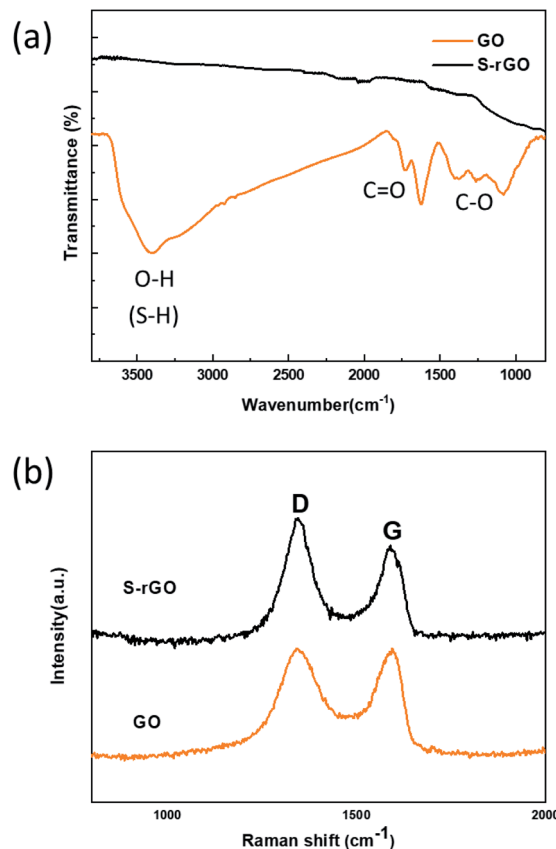 (a)
GO
S-rGO
Transmittance (%)
C=O
C-O
O-H
(S-H)
3500 3000 2500 2000 1500 1000
Wavenumber(cm⁻¹)
(b)
D
G
S-rGO
GO
Intensity(a.u.)
1000 1500 2000
Raman shift (cm⁻¹)